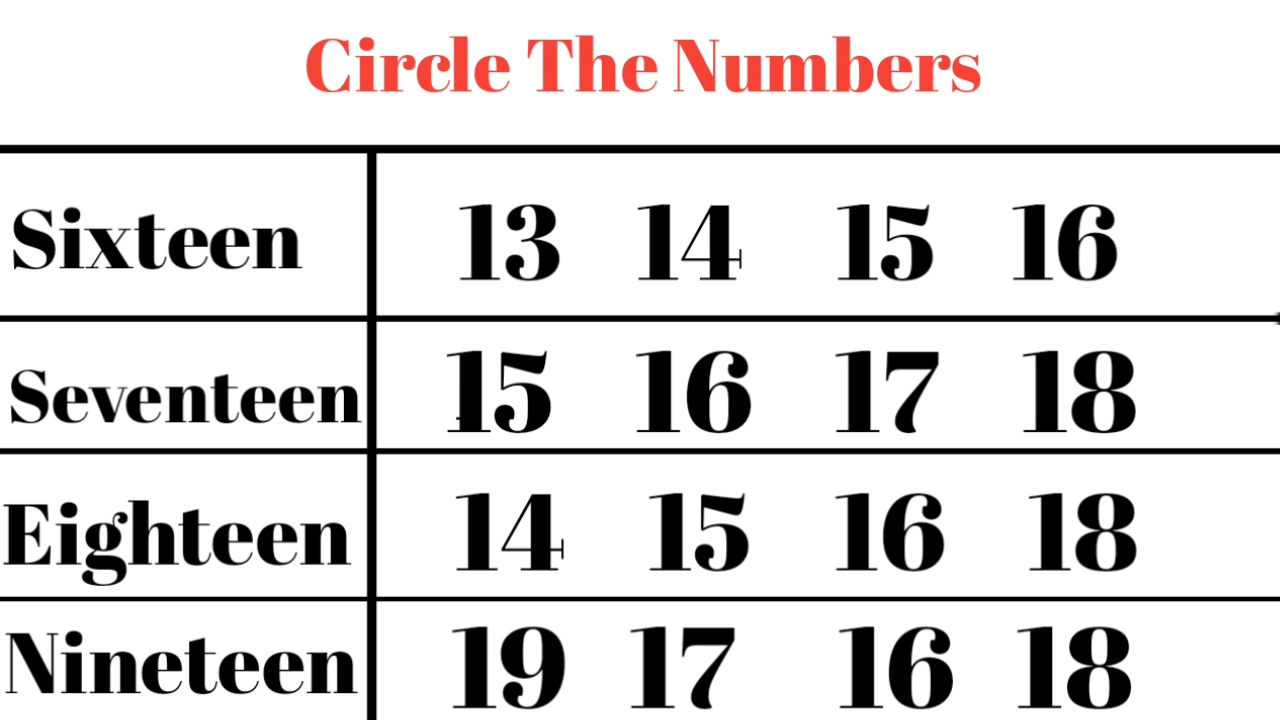 Circle The Numbers
Sixteen 13 14 15 16
Seventeen 15 16 17 18
Eighteen 14 15 16 18
Nineteen 19 17 16 18